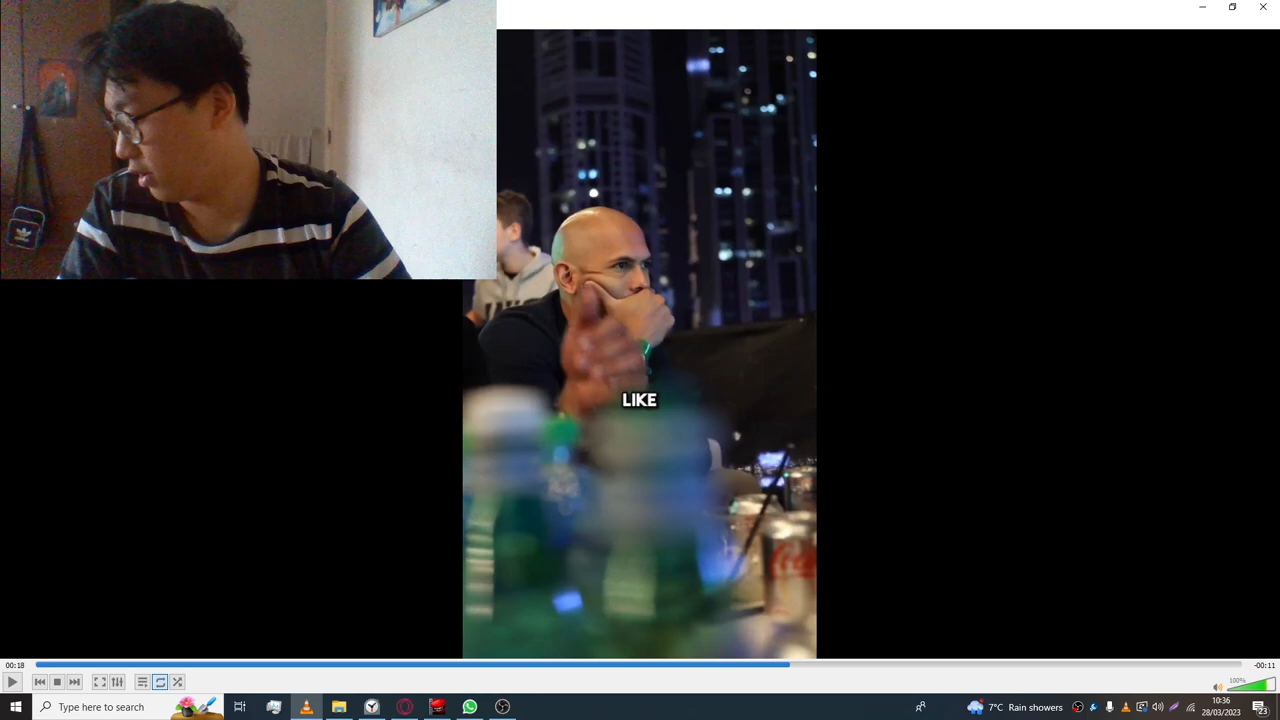 LIKE
00:18
-00:11
100%
Type here to search
7°C Rain showers
10:36
28/03/2023